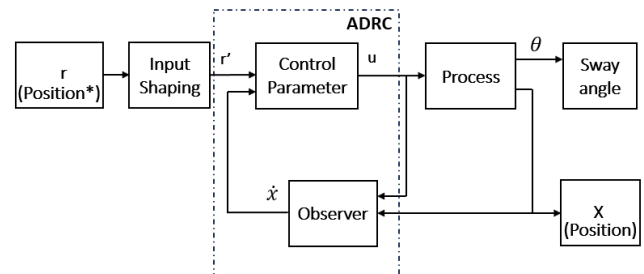 ADRC
r
(Position*)
Input
Shaping
r’
Control
Parameter
u
Process
θ
Sway
angle
ẋ
Observer
X
(Position)